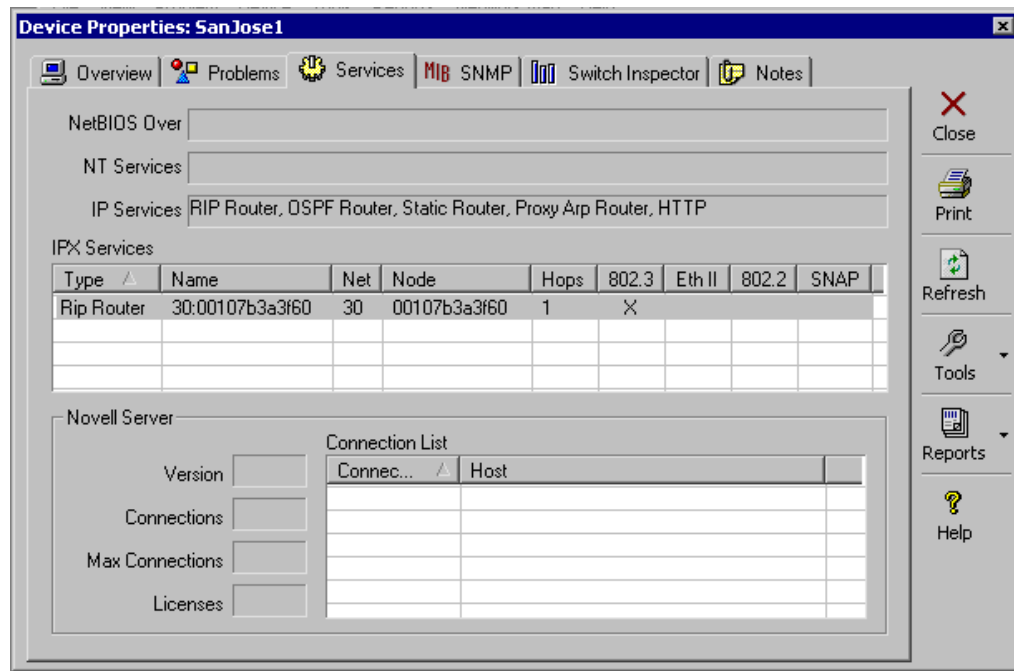 Device Properties: SanJose1
Overview Problems Services MIB SNMP Switch Inspector Notes
NetBIOS Over
NT Services
IP Services RIP Router, OSPF Router, Static Router, Proxy Arp Router, HTTP
IPX Services
Type Name Net Node Hops 802.3 Eth II 802.2 SNAP
Rip Router 30:00107b3a3f60 30 00107b3a3f60 1 X
Novell Server
Version
Connections
Max Connections
Licenses
Connection List
Connec... Host
Close
Print
Refresh
Tools
Reports
Help